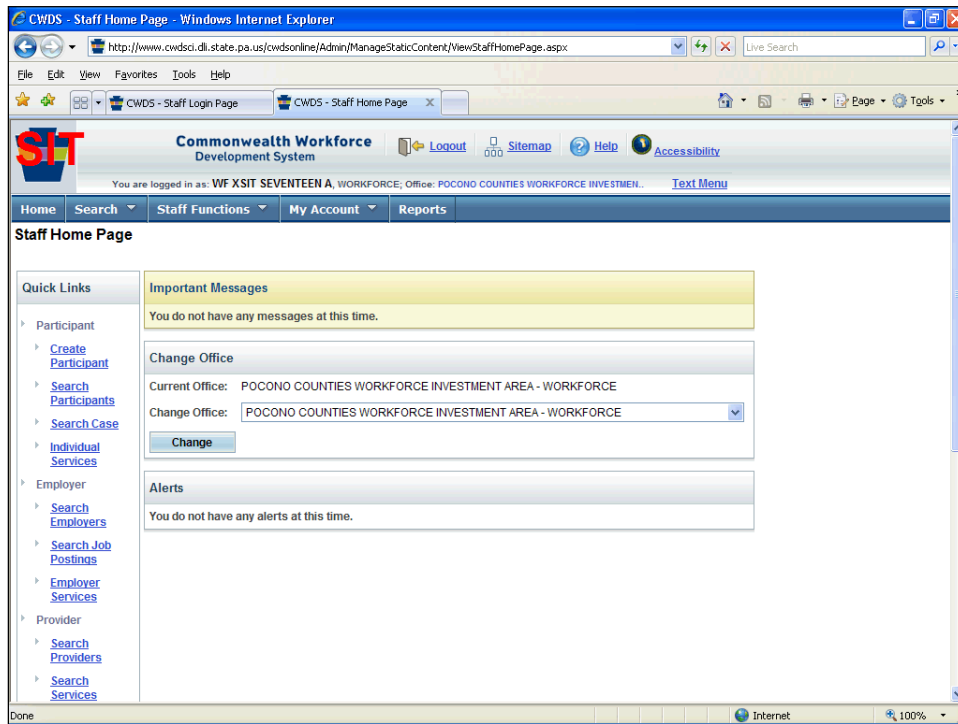 CWDS - Staff Home Page - Windows Internet Explorer
http://www.cwdsci.dli.state.pa.us/cwdsonline/Admin/ManageStaticContent/ViewStaffHomePage.aspx
Live Search
File Edit View Favorites Tools Help
CWDS - Staff Login Page
CWDS - Staff Home Page
Page
Tools
SIT
Commonwealth Workforce
Development System
Logout
Sitemap
Help
Accessibility
You are logged in as: WF XSIT SEVENTEEN A, WORKFORCE; Office: POCONO COUNTIES WORKFORCE INVESTMEN..
Text Menu
Home
Search
Staff Functions
My Account
Reports
Staff Home Page
Quick Links
Participant
Create
Participant
Search
Participants
Search Case
Individual
Services
Employer
Search
Employers
Search Job
Postings
Employer
Services
Provider
Search
Providers
Search
Services
Important Messages
You do not have any messages at this time.
Change Office
Current Office: POCONO COUNTIES WORKFORCE INVESTMENT AREA - WORKFORCE
Change Office: POCONO COUNTIES WORKFORCE INVESTMENT AREA - WORKFORCE
Change
Alerts
You do not have any alerts at this time.
Done
Internet
100%